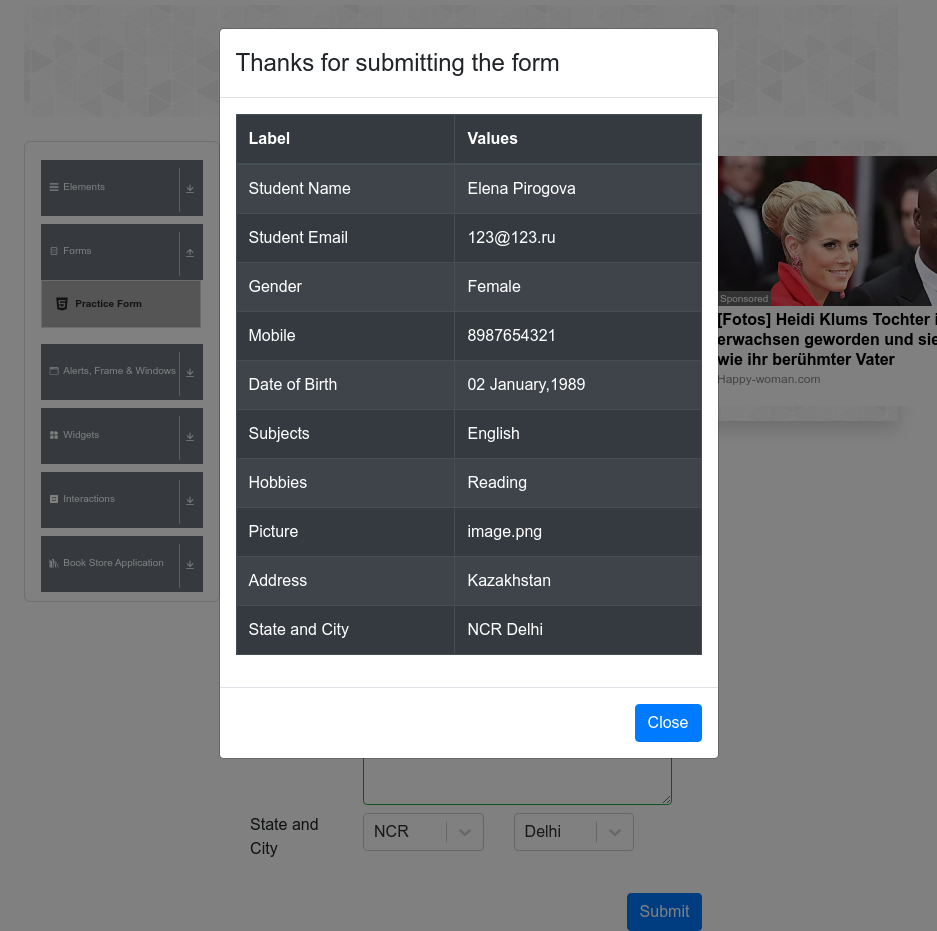 Thanks for submitting the form
Label Values
Student Name Elena Pirogova
Student Email 123@123.ru
Gender Female
Mobile 8987654321
Date of Birth 02 January,1989
Subjects English
Hobbies Reading
Picture image.png
Address Kazakhstan
State and City NCR Delhi
Close
Elements
Forms
Practice Form
Alerts, Frame & Windows
Widgets
Interactions
Book Store Application
Sponsored
[Fotos] Heidi Klums Tochter
erwachsen geworden und sie
wie ihr berühmter Vater
Happy-woman.com
State and
City
NCR
Delhi
Submit